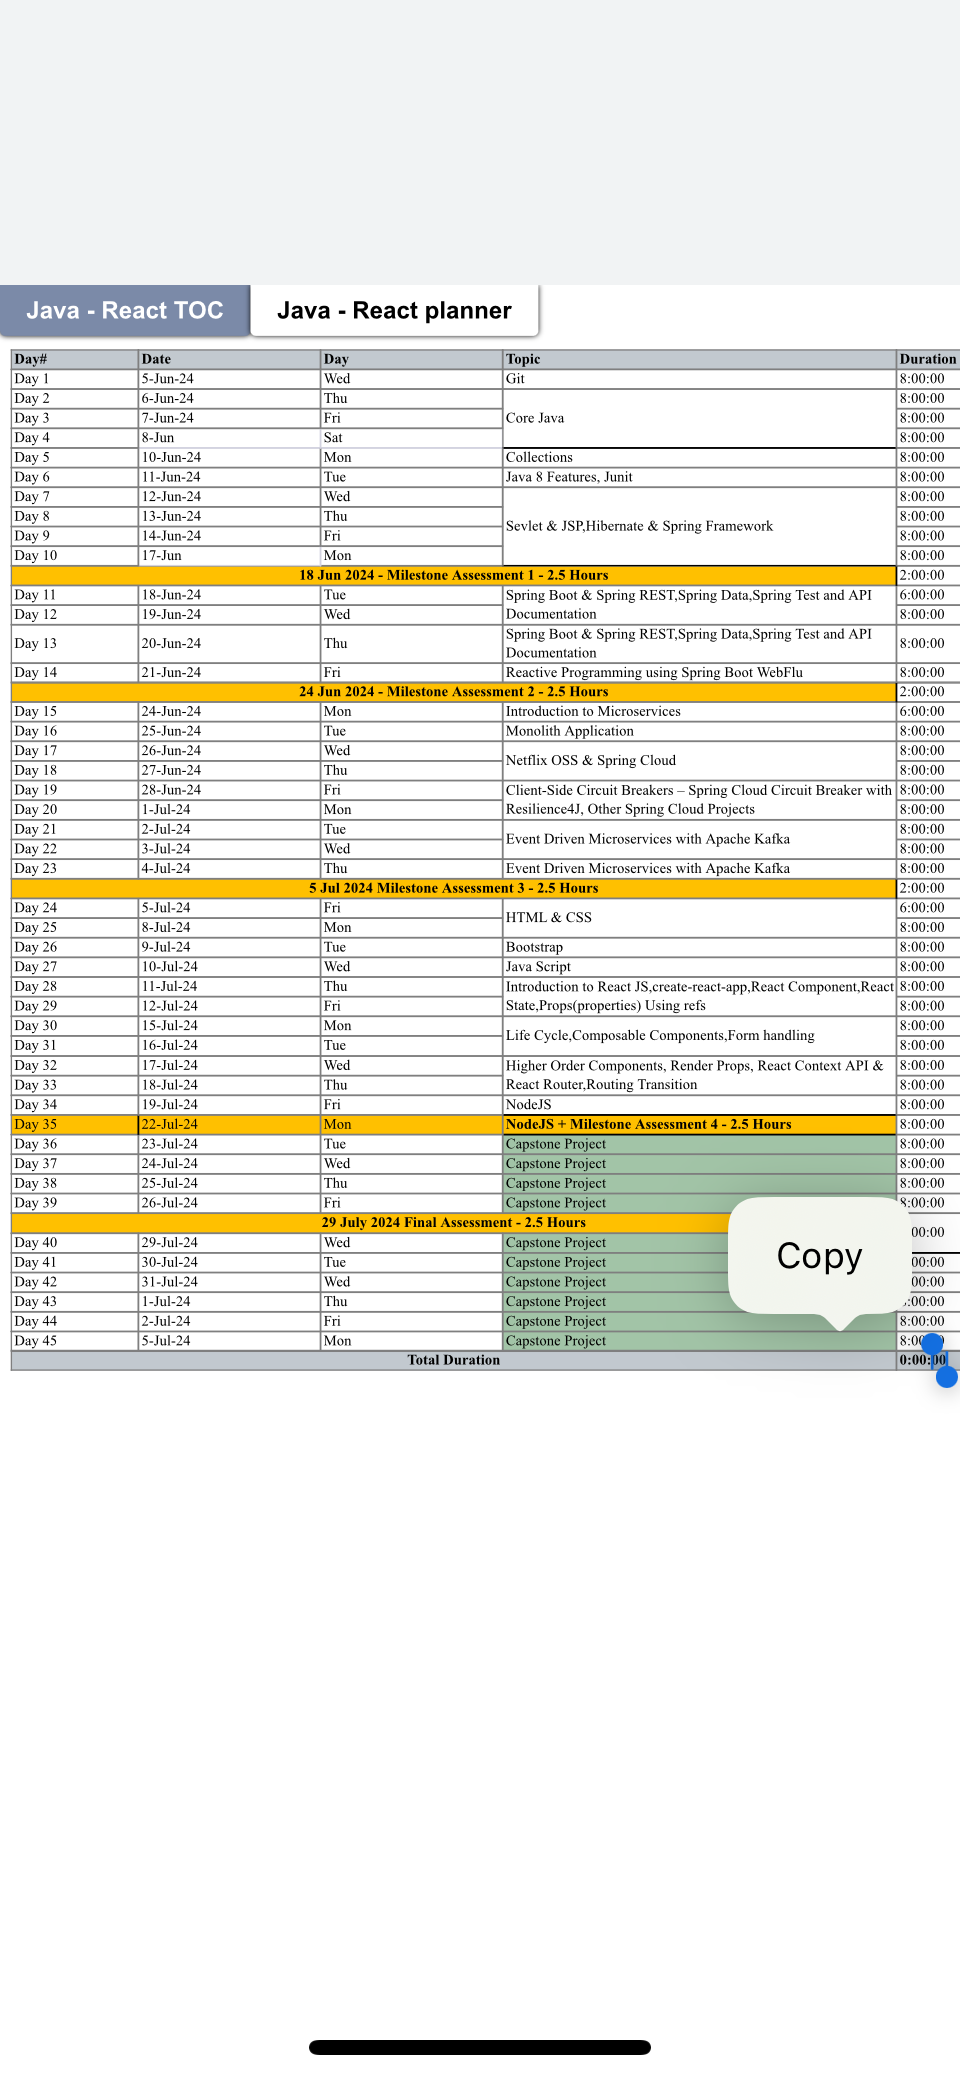 Java - React TOC Java - React planner
Day# Date Day Topic Duration
Day 1 5-Jun-24 Wed Git 8:00:00
Day 2 6-Jun-24 Thu 8:00:00
Day 3 7-Jun-24 Fri Core Java 8:00:00
Day 4 8-Jun Sat 8:00:00
Day 5 10-Jun-24 Mon Collections 8:00:00
Day 6 11-Jun-24 Tue Java 8 Features, Junit 8:00:00
Day 7 12-Jun-24 Wed 8:00:00
Day 8 13-Jun-24 Thu 8:00:00
Sevlet & JSP,Hibernate & Spring Framework
Day 9 14-Jun-24 Fri 8:00:00
Day 10 17-Jun Mon 8:00:00
18 Jun 2024 - Milestone Assessment 1 - 2.5 Hours 2:00:00
Day 11 18-Jun-24 Tue Spring Boot & Spring REST,Spring Data,Spring Test and API 6:00:00
Day 12 19-Jun-24 Wed Documentation 8:00:00
Spring Boot & Spring REST,Spring Data,Spring Test and API
Day 13 20-Jun-24 Thu 8:00:00
Documentation
Day 14 21-Jun-24 Fri Reactive Programming using Spring Boot WebFlu 8:00:00
24 Jun 2024 - Milestone Assessment 2 - 2.5 Hours 2:00:00
Day 15 24-Jun-24 Mon Introduction to Microservices 6:00:00
Day 16 25-Jun-24 Tue Monolith Application 8:00:00
Day 17 26-Jun-24 Wed 8:00:00
Netflix OSS & Spring Cloud
Day 18 27-Jun-24 Thu 8:00:00
Day 19 28-Jun-24 Fri Client-Side Circuit Breakers – Spring Cloud Circuit Breaker with 8:00:00
Day 20 1-Jul-24 Mon Resilience4J, Other Spring Cloud Projects 8:00:00
Day 21 2-Jul-24 Tue 8:00:00
Event Driven Microservices with Apache Kafka
Day 22 3-Jul-24 Wed 8:00:00
Day 23 4-Jul-24 Thu Event Driven Microservices with Apache Kafka 8:00:00
5 Jul 2024 Milestone Assessment 3 - 2.5 Hours 2:00:00
Day 24 5-Jul-24 Fri 6:00:00
HTML & CSS
Day 25 8-Jul-24 Mon 8:00:00
Day 26 9-Jul-24 Tue Bootstrap 8:00:00
Day 27 10-Jul-24 Wed Java Script 8:00:00
Day 28 11-Jul-24 Thu Introduction to React JS,create-react-app,React Component,React 8:00:00
Day 29 12-Jul-24 Fri State,Props(properties) Using refs 8:00:00
Day 30 15-Jul-24 Mon 8:00:00
Life Cycle,Composable Components,Form handling
Day 31 16-Jul-24 Tue 8:00:00
Day 32 17-Jul-24 Wed Higher Order Components, Render Props, React Context API & 8:00:00
Day 33 18-Jul-24 Thu React Router,Routing Transition 8:00:00
Day 34 19-Jul-24 Fri NodeJS 8:00:00
Day 35 22-Jul-24 Mon NodeJS + Milestone Assessment 4 - 2.5 Hours 8:00:00
Day 36 23-Jul-24 Tue Capstone Project 8:00:00
Day 37 24-Jul-24 Wed Capstone Project 8:00:00
Day 38 25-Jul-24 Thu Capstone Project 8:00:00
Day 39 26-Jul-24 Fri Capstone Project 8:00:00
29 July 2024 Final Assessment - 2.5 Hours
Day 40 29-Jul-24 Wed Capstone Project
Day 41 30-Jul-24 Tue Capstone Project
Day 42 31-Jul-24 Wed Capstone Project
Day 43 1-Jul-24 Thu Capstone Project
Day 44 2-Jul-24 Fri Capstone Project 8:00:00
Day 45 5-Jul-24 Mon Capstone Project
Total Duration 0:00:00
Copy